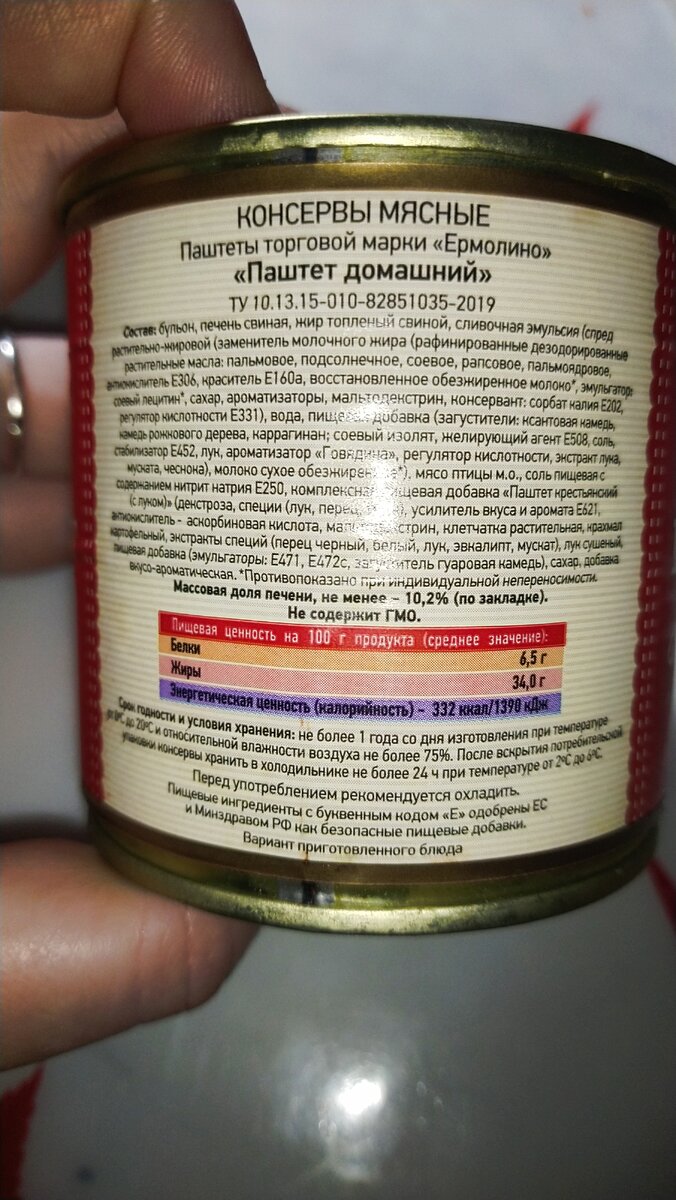 КОНСЕРВЫ МЯСНЫЕ
Паштеты торговой марки «Ермолино»
«Паштет домашний»
ТУ 10.13.15-010-82851035-2019
Состав: бульон, печень свиная, жир топленый свиной, сливочная эмульсия (спред
растительно-жировой (заменитель молочного жира (рафинированные дезодорированные
растительные масла: пальмовое, подсолнечное, соевое, рапсовое, пальмоядровое,
антиокислитель Е306, краситель Е160а, восстановленное обезжиренное молоко*, эмульгатор:
соевый лецитин*, сахар, ароматизаторы, мальтодекстрин, консервант: сорбат калия Е202,
регулятор кислотности Е331), вода, пищевая добавка (загустители: ксантовая камедь,
камедь рожкового дерева, каррагинан; соевый изолят, желирующий агент Е508, соль,
стабилизатор Е452, лук, ароматизатор «Говядина», регулятор кислотности, экстракт лука,
муската, чеснока), молоко сухое обезжиренное*), мясо птицы м.о., соль пищевая с
содержанием нитрит натрия Е250, комплексная пищевая добавка «Паштет крестьянский
(с луком)» (декстроза, специи (лук, перец, ), усилитель вкуса и аромата Е621,
антиокислитель - аскорбиновая кислота, мальтодекстрин, клетчатка растительная, крахмал
картофельный, экстракты специй (перец черный, белый, лук, эвкалипт, мускат), лук сушеный,
пищевая добавка (эмульгаторы: Е471, Е472с, загуститель гуаровая камедь), сахар, добавка
вкусо-ароматическая. *Противопоказано при индивидуальной непереносимости.
Массовая доля печени, не менее – 10,2% (по закладке).
Не содержит ГМО.
Пищевая ценность на 100 г продукта (среднее значение):
Белки 6,5 г
Жиры 34,0 г
Энергетическая ценность (калорийность) – 332 ккал/1390 кДж
Срок годности и условия хранения: не более 1 года со дня изготовления при температуре
от 0ºС до 20ºС и относительной влажности воздуха не более 75%. После вскрытия потребительской
упаковки консервы хранить в холодильнике не более 24 ч при температуре от 2ºС до 6ºС.
Перед употреблением рекомендуется охладить.
Пищевые ингредиенты с буквенным кодом «Е» одобрены ЕС
и Минздравом РФ как безопасные пищевые добавки.
Вариант приготовленного блюда